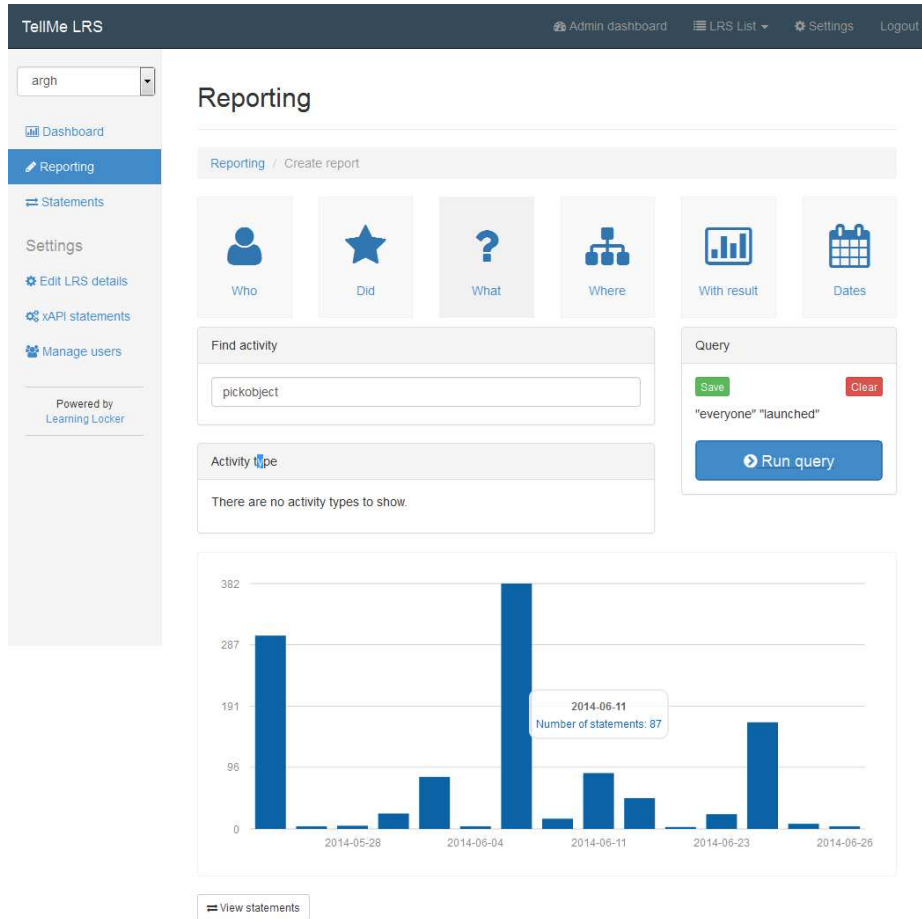 TellMe LRS
Admin dashboard
LRS List
Settings
Logout
argh
Dashboard
Reporting
Statements
Settings
Edit LRS details
xAPI statements
Manage users
Powered by
Learning Locker
Reporting
Reporting / Create report
Who
Did
What
Where
With result
Dates
Find activity
pickobject
Activity type
There are no activity types to show.
Query
Save
Clear
"everyone" "launched"
Run query
382
287
191
96
0
2014-06-11
Number of statements: 87
2014-05-28
2014-06-04
2014-06-11
2014-06-23
2014-06-26
View statements